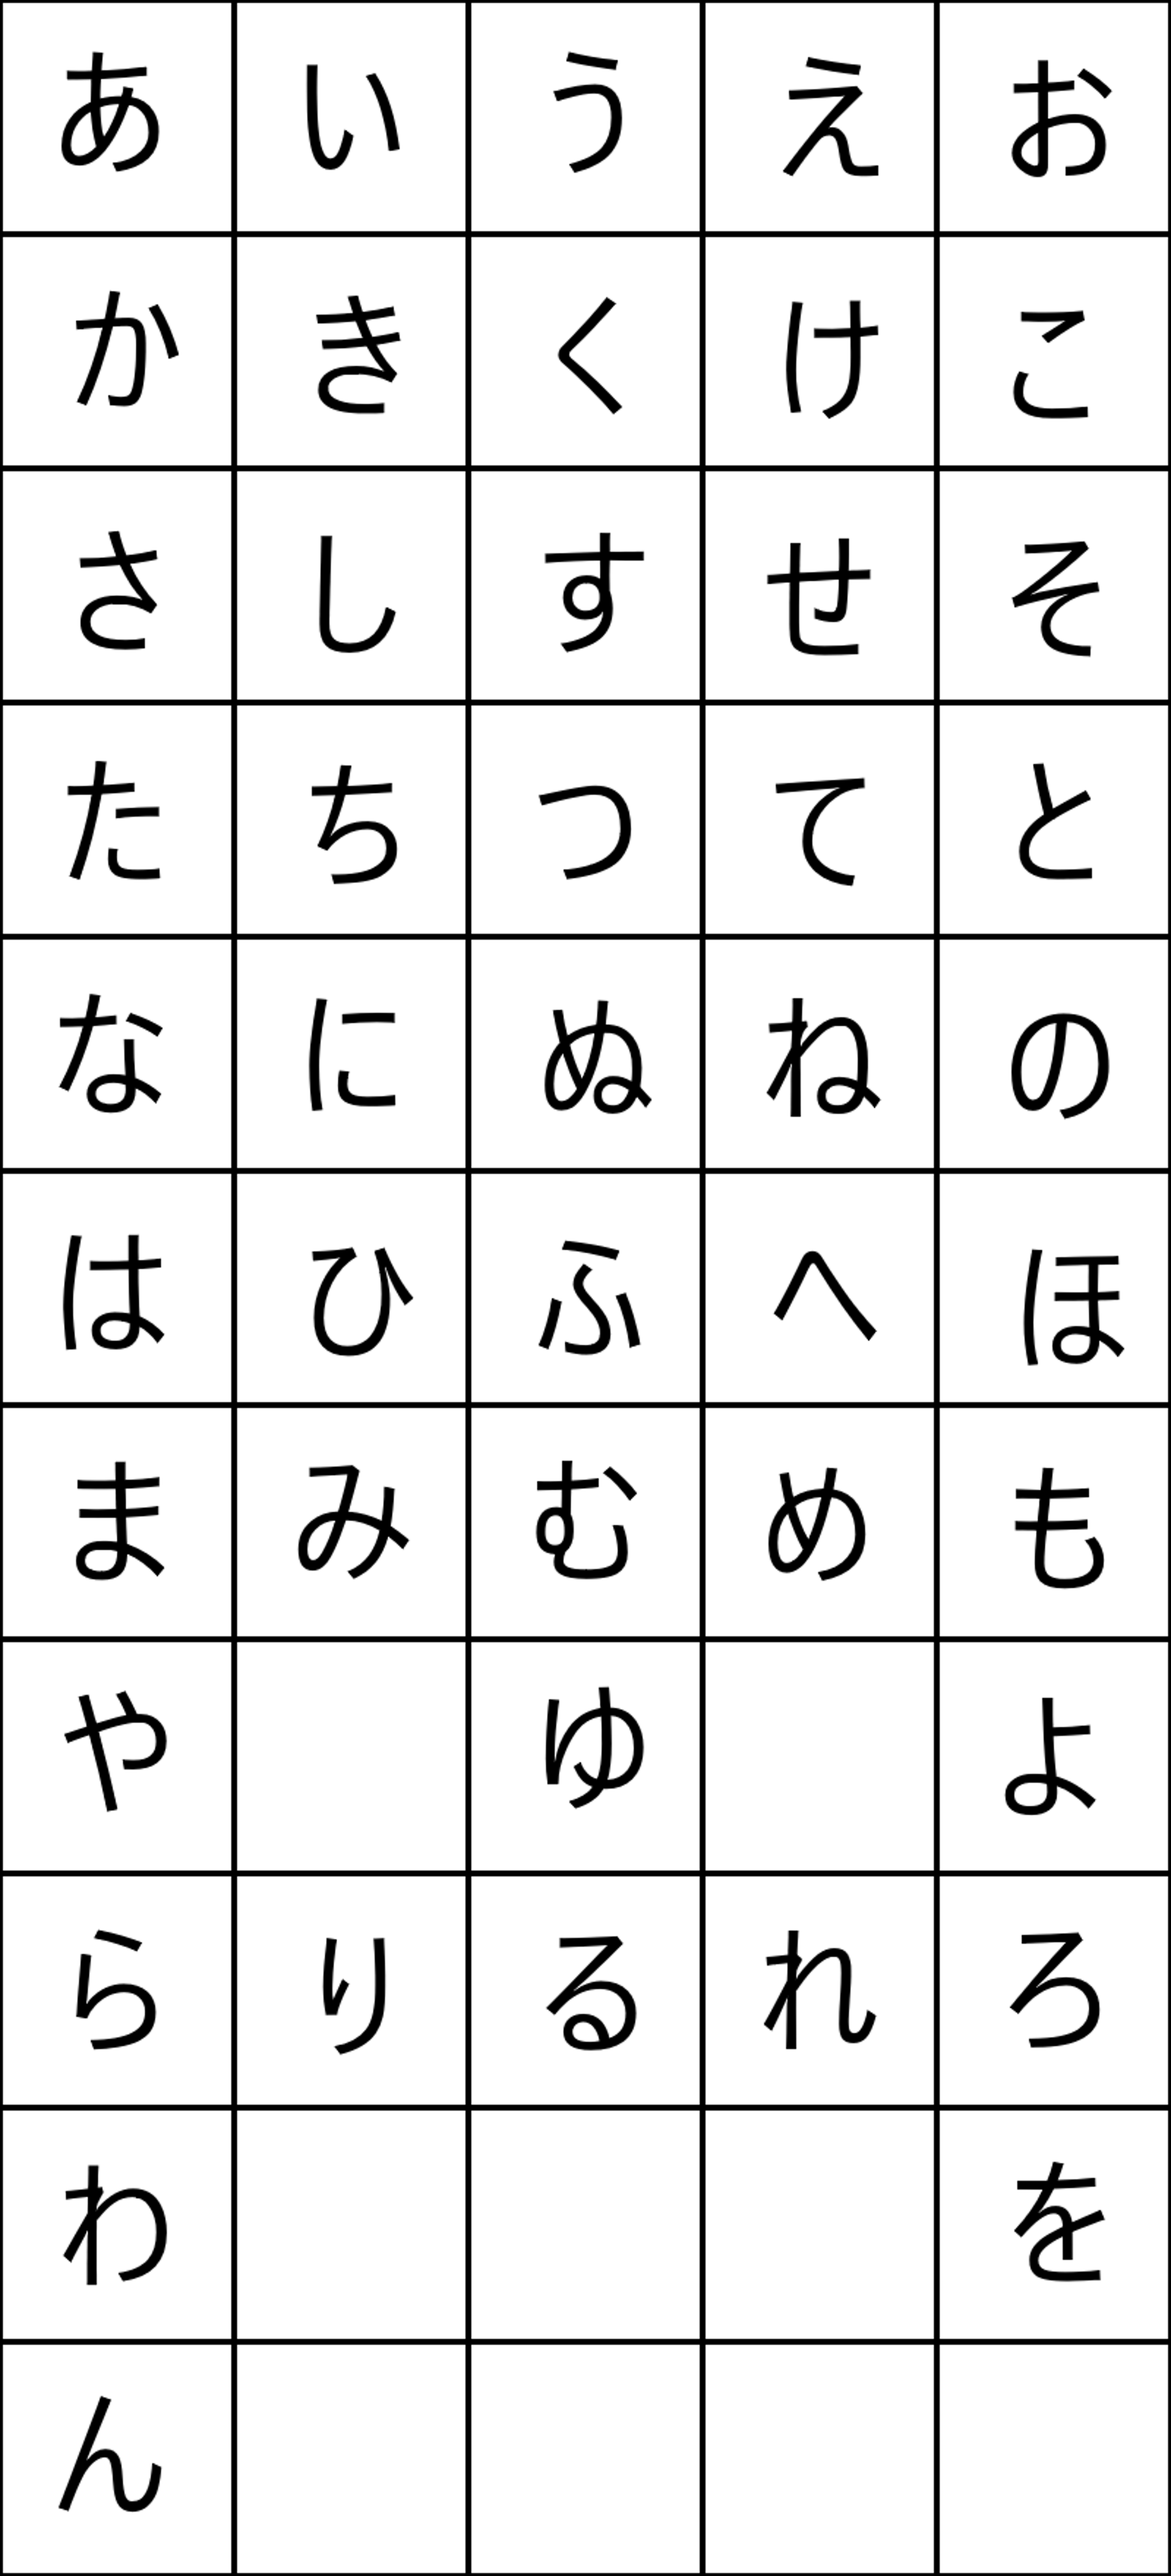 あ い う え お
か き く け こ
さ し す せ そ
た ち つ て と
な に ぬ ね の
は ひ ふ へ ほ
ま み む め も
や ゆ よ
ら り る れ ろ
わ を
ん